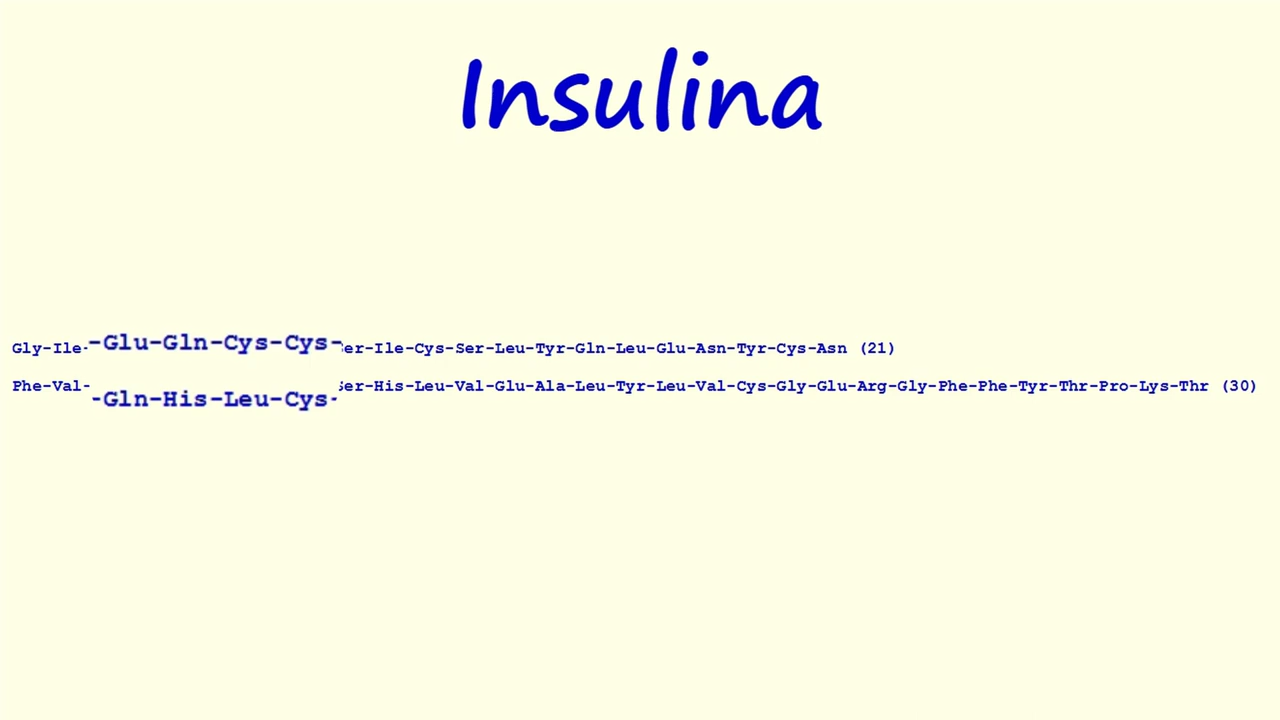 Insulina
Gly-Ile-
-Glu-Gln-Cys-Cys-
Ser-Ile-Cys-Ser-Leu-Tyr-Gln-Leu-Glu-Asn-Tyr-Cys-Asn (21)
Phe-Val-
-Gln-His-Leu-Cys-
Ser-His-Leu-Val-Glu-Ala-Leu-Tyr-Leu-Val-Cys-Gly-Glu-Arg-Gly-Phe-Phe-Tyr-Thr-Pro-Lys-Thr (30)